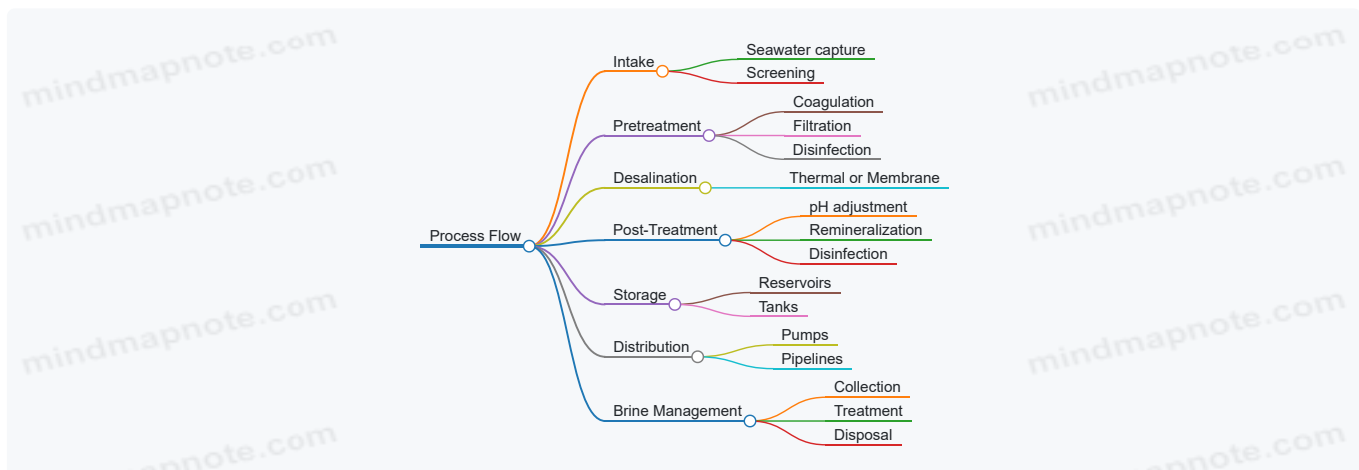 mindmapnote.com
mindmapnote.com
Process Flow
Intake
Seawater capture
Screening
Pretreatment
Coagulation
Filtration
Disinfection
Desalination
Thermal or Membrane
Post-Treatment
pH adjustment
Remineralization
Disinfection
Storage
Reservoirs
Tanks
Distribution
Pumps
Pipelines
Brine Management
Collection
Treatment
Disposal
mindmapnote.com
mindmapnote.com
mindmapnote.com
mindmapnote.com
mindmapnote.com
mindmapnote.com